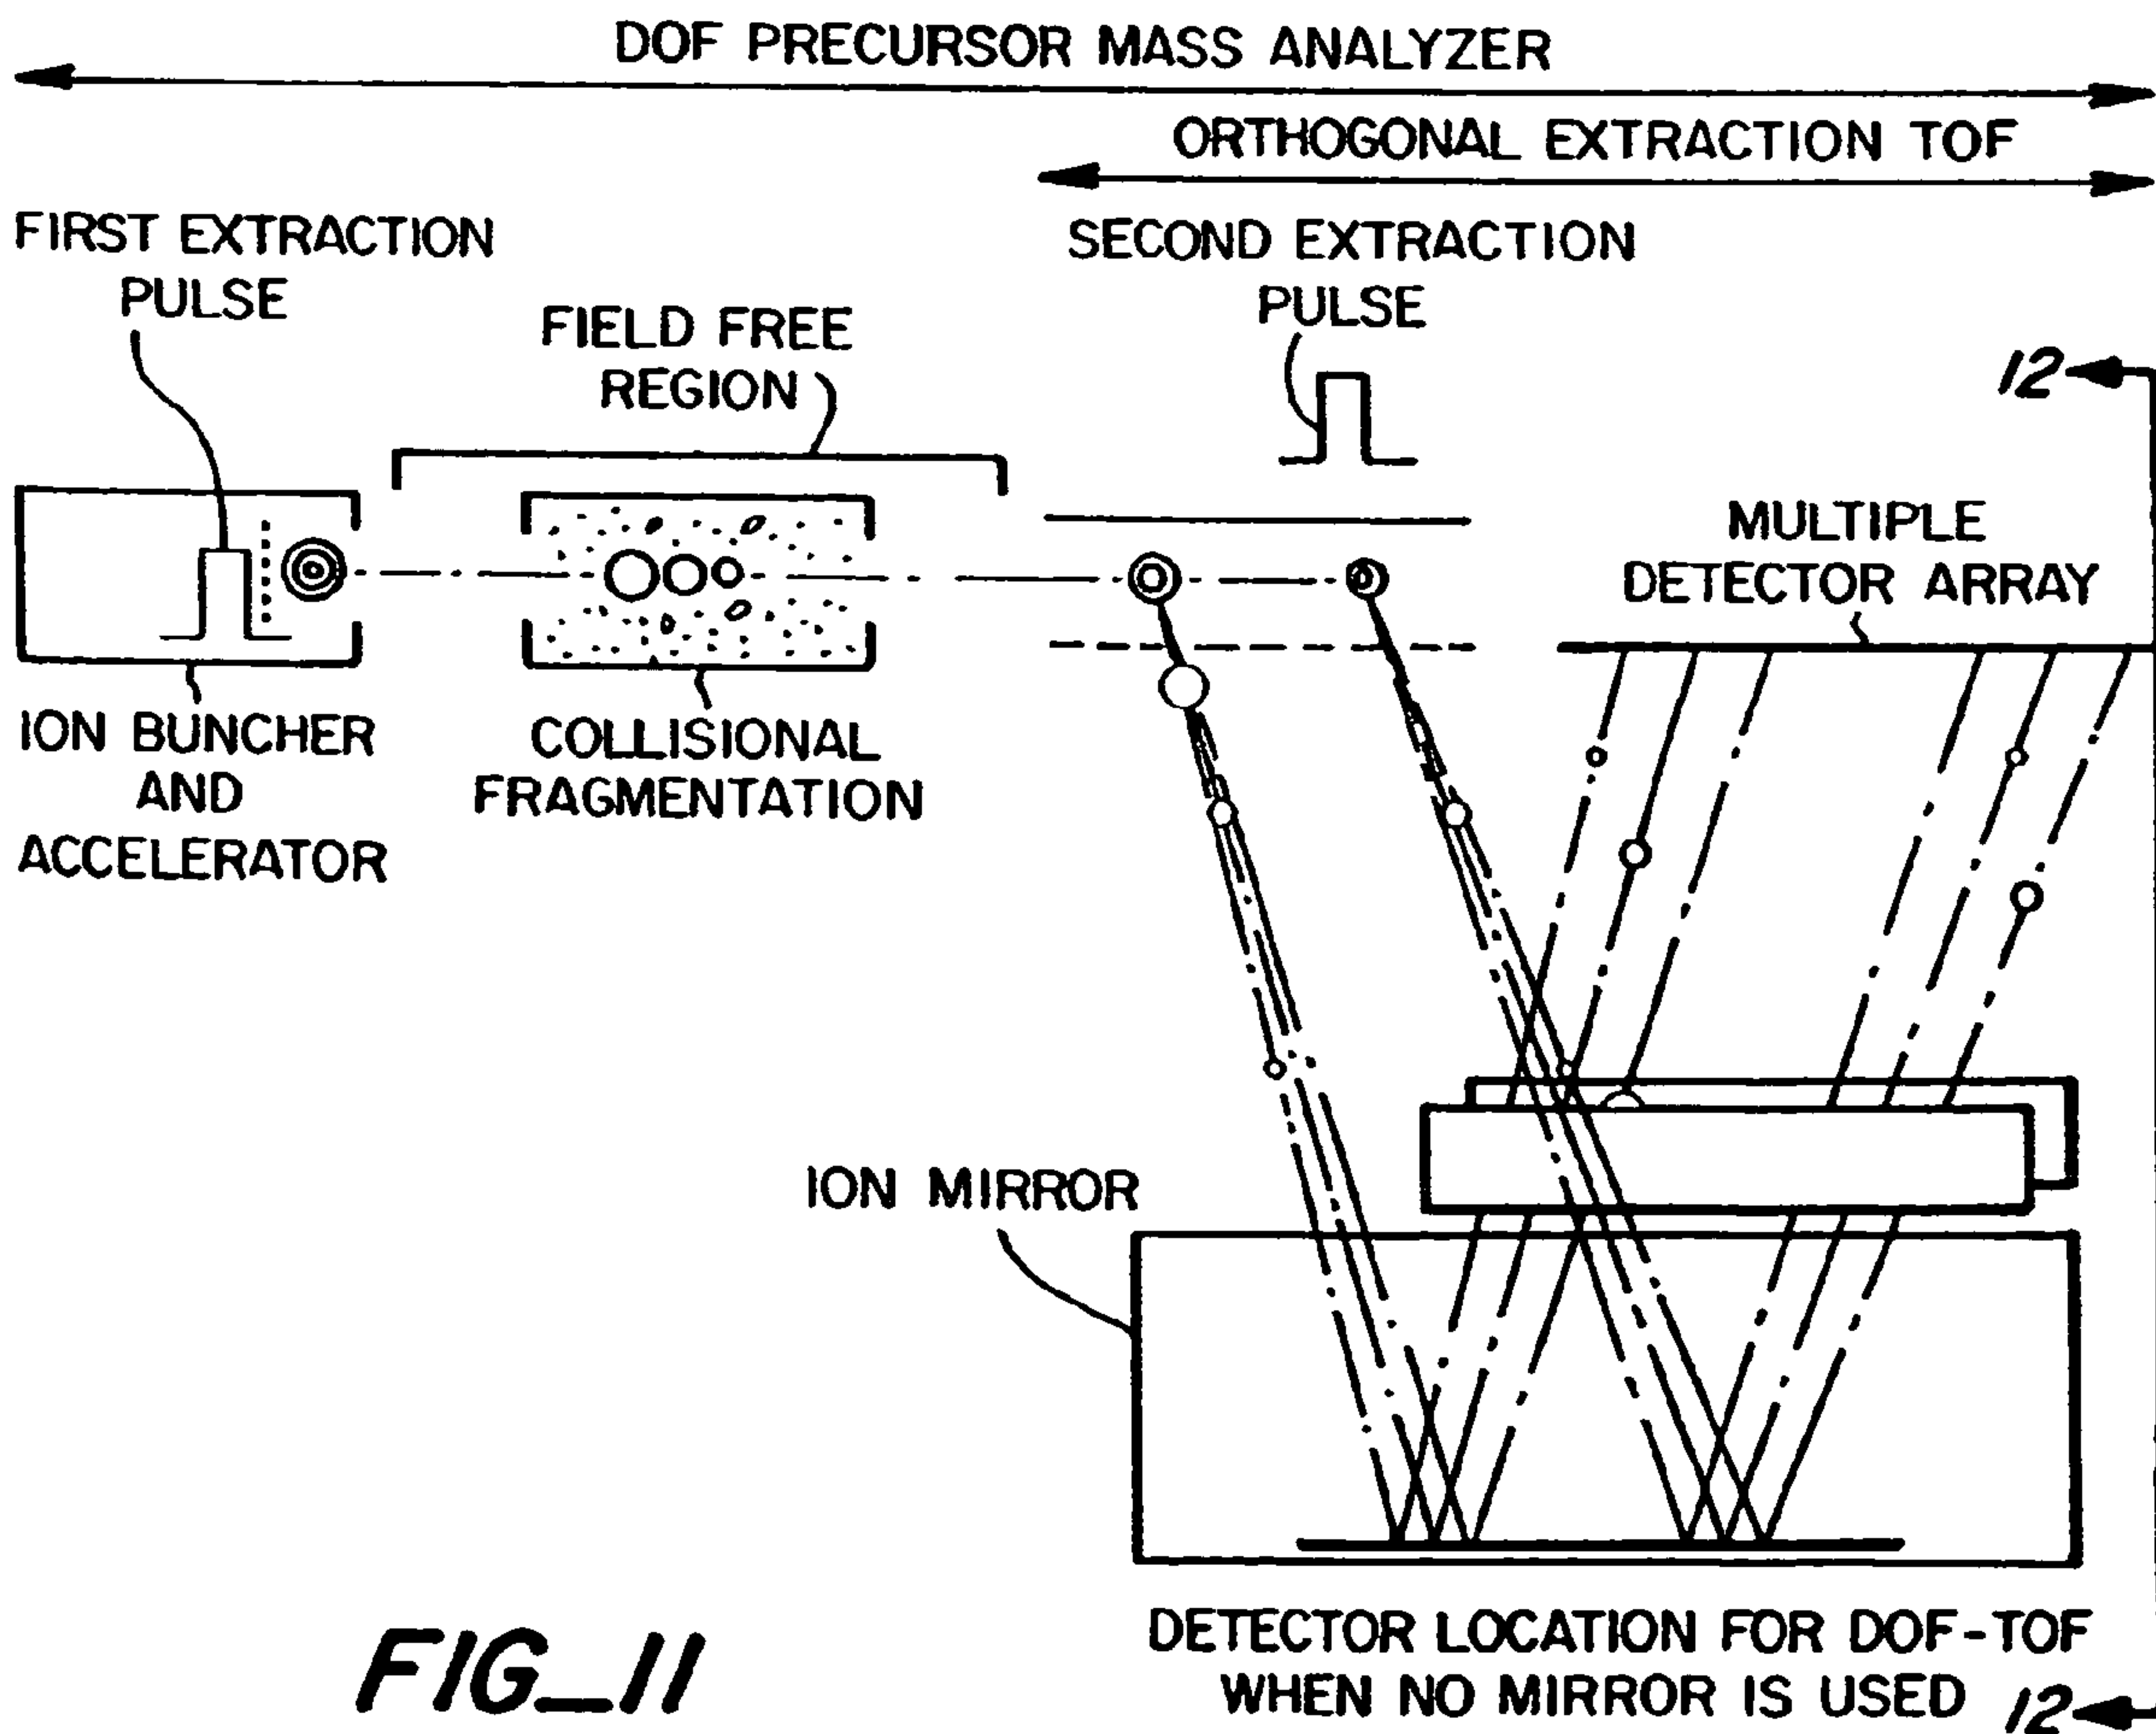 DOF PRECURSOR MASS ANALYZER
ORTHOGONAL EXTRACTION TOF
FIRST EXTRACTION
PULSE
SECOND EXTRACTION
PULSE
FIELD FREE
REGION
12
MULTIPLE
DETECTOR ARRAY
ION BUNCHER
AND
ACCELERATOR
COLLISIONAL
FRAGMENTATION
ION MIRROR
DETECTOR LOCATION FOR DOF-TOF
WHEN NO MIRROR IS USED
12
FIG_11